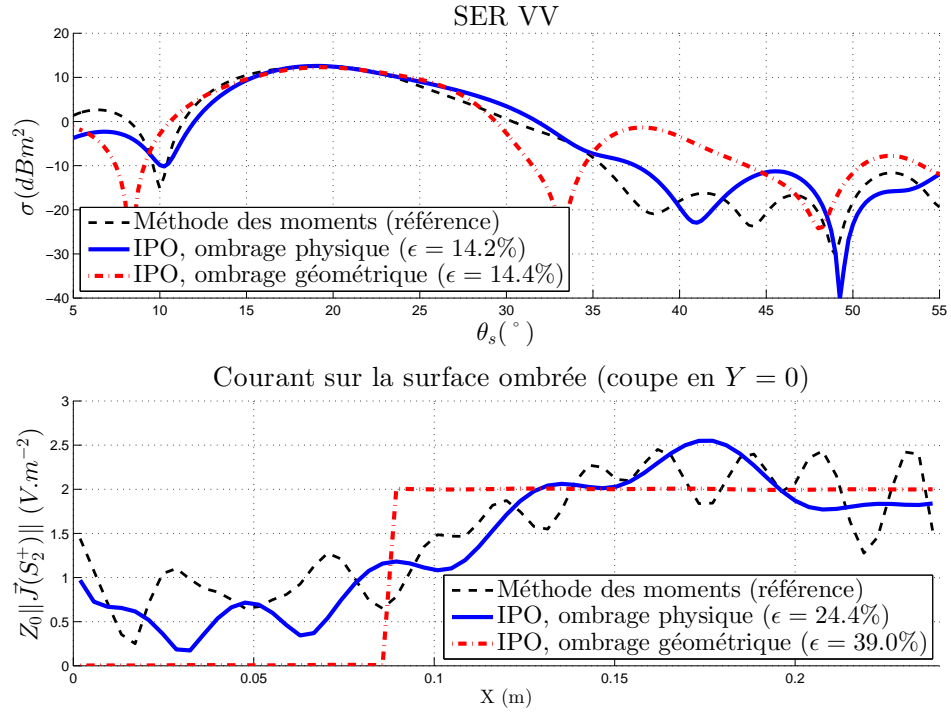 SER VV
20
10
0
−10
−20
−30
−40
σ(dBm²)
Méthode des moments (référence)
IPO, ombrage physique (ϵ = 14.2%)
IPO, ombrage géométrique (ϵ = 14.4%)
5 10 15 20 25 30 35 40 45 50 55
θₛ(°)
Courant sur la surface ombrée (coupe en Y = 0)
3
2.5
2
1.5
1
0.5
0
Z₀‖J⃗(S₂⁺)‖ (V.m⁻²)
Méthode des moments (référence)
IPO, ombrage physique (ϵ = 24.4%)
IPO, ombrage géométrique (ϵ = 39.0%)
0 0.05 0.1 0.15 0.2
X (m)